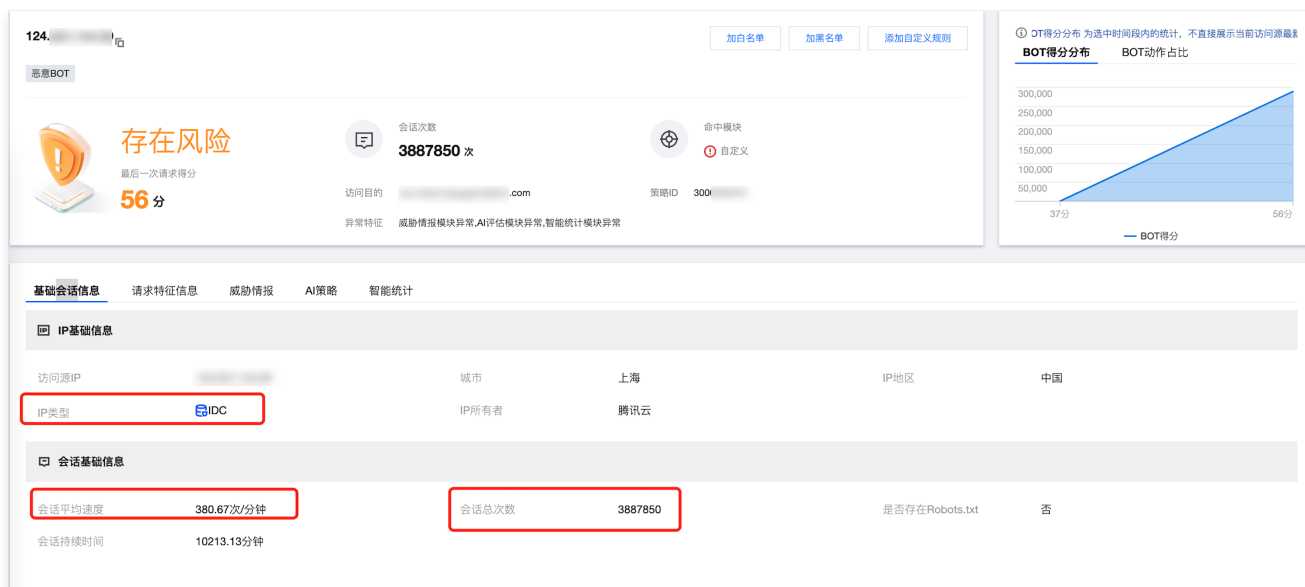 124.
加白名单 加黑名单 添加自定义规则
恶意BOT
存在风险
最后一次请求得分
56 分
会话次数
3887850 次
命中模块
自定义
访问目的 .com
策略ID 300
异常特征 威胁情报模块异常,AI评估模块异常,智能统计模块异常
OT得分分布 为选中时间段内的统计，不直接展示当前访问源最新
BOT得分分布 BOT动作占比
300,000
250,000
200,000
150,000
100,000
50,000
37分 56分
BOT得分
基础会话信息 请求特征信息 威胁情报 AI策略 智能统计
IP IP基础信息
访问源IP 城市 上海 IP地区 中国
IP类型 IDC IP所有者 腾讯云
会话基础信息
会话平均速度 380.67次/分钟 会话总次数 3887850 是否存在Robots.txt 否
会话持续时间 10213.13分钟